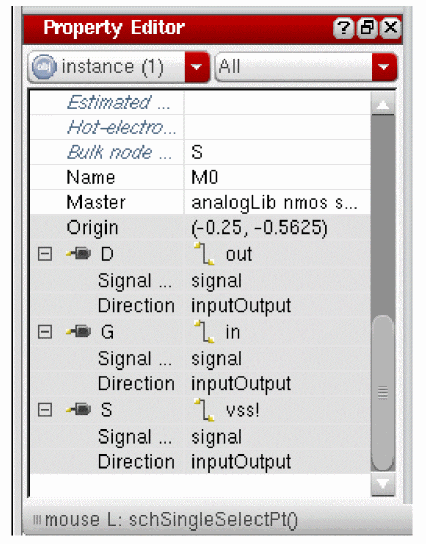 Property Editor
instance (1) All
Estimated ...
Hot-electro...
Bulk node ... S
Name M0
Master analogLib nmos s...
Origin (-0.25, -0.5625)
D out
Signal ... signal
Direction inputOutput
G in
Signal ... signal
Direction inputOutput
S vss!
Signal ... signal
Direction inputOutput
mouse L: schSingleSelectPt()